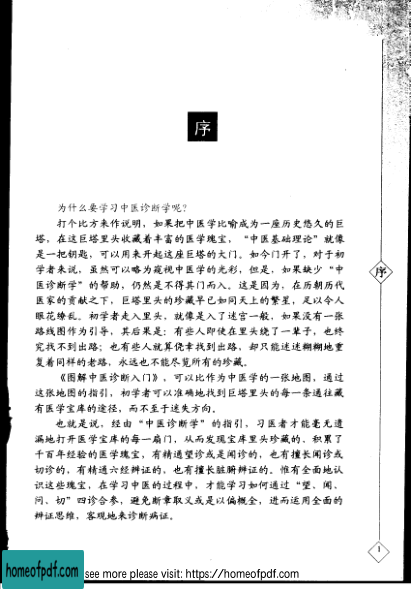 序
为什么要学习中医诊断学呢?
打个比方来作说明,如果把中医学比喻成为一座历史悠久的巨
塔,在这巨塔里头收藏着丰富的医学瑰宝,“中医基础理论”就像
是一把钥匙,可以用来开起这座巨塔的大门。如今门开了,对于初
学者来说,虽然可以略为窥视中医学的光彩,但是,如果缺少“中
医诊断学”的帮助,仍然是不得其门而入。这是因为,在历朝历代
医家的贡献之下,巨塔里头的珍藏早已如同天上的繁星,足以令人
眼花缭乱。初学者走入里头,就像是入了迷宫一般,如果没有一张
路线图作为引导,其后果是:有些人即使在里头绕了一辈子,也终
究找不到出路;也有些人就算侥幸找到出路,却只能迷迷糊糊地重
复着同样的老路,永远也不能尽览所有的珍藏。
《图解中医诊断入门》,可以比作为中医学的一张地图,通过
这张地图的指引,初学者可以准确地找到巨塔里头的每一条通往藏
有医学宝库的途径,而不至于迷失方向。
也就是说,经由“中医诊断学”的指引,习医者才能毫无遗
漏地打开医学宝库的每一扇门,从而发现宝库里头珍藏的、积累了
千百年经验的医学瑰宝,有精通望诊或是闻诊的,也有擅长闻诊或
切诊的,有精通六经辨证的,也有擅长脏腑辨证的。惟有全面地认
识这些瑰宝,在学习中医的过程中,才能学习如何通过“望、闻、
问、切”四诊合参,避免断章取义或是以偏概全,进而运用全面的
辨证思维,客观地来诊断病证。
序
1
homeofpdf.com
see more please visit: https://homeofpdf.com